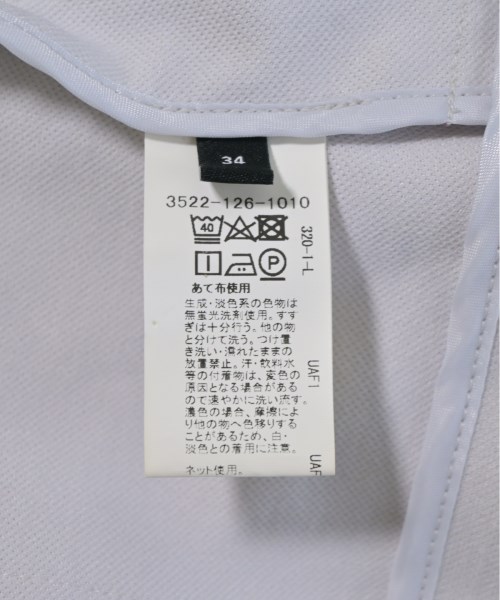 34
3522-126-1010
40
P
320-1-L
あて布使用
生成・淡色系の色物は
無蛍光洗剤使用。すす
ぎは十分行う。他の物
と分けて洗う。つけ置
き洗い・濡れたままの
放置禁止。汗・飲料水
等の付着物は、変色の
原因となる場合がある
ので速やかに洗い流す。
濃色の場合、摩擦によ
り他の物へ色移りする
ことがあるため、白・
淡色との着用に注意。
ネット使用。
UAF1
UAF